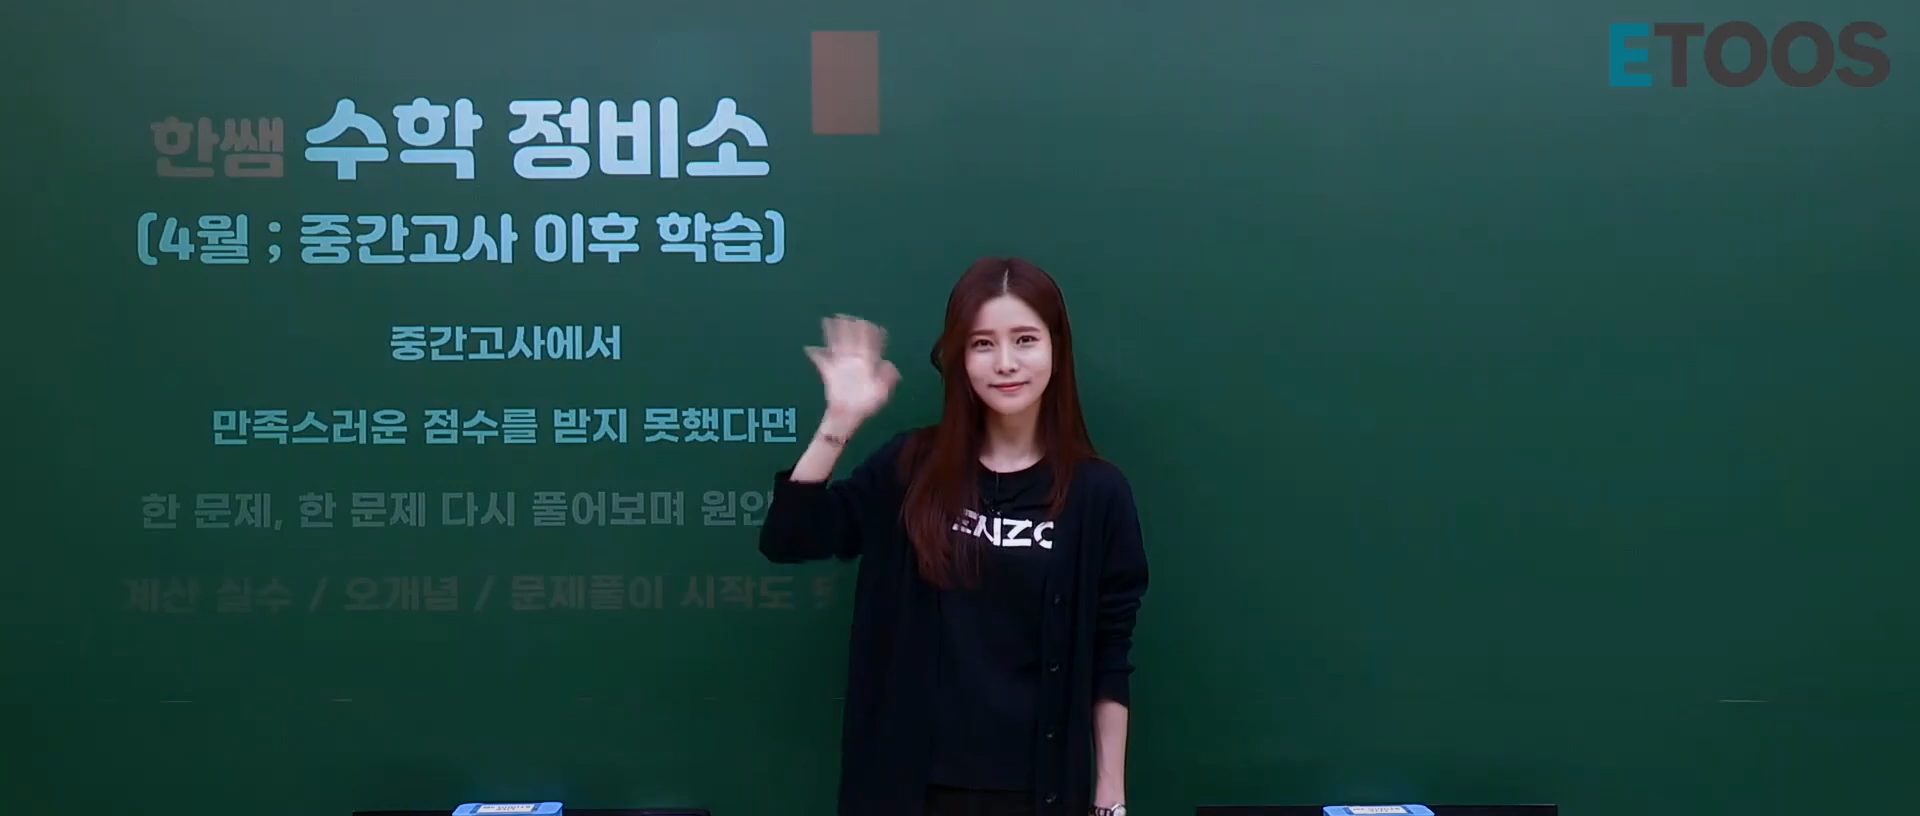 ETOOS
한쌤 수학 정비소
(4월 ; 중간고사 이후 학습)
중간고사에서
만족스러운 점수를 받지 못했다면
한 문제, 한 문제 다시 풀어보며
계산 실수 / 오개념 / 문제풀이 시작도
ENZO